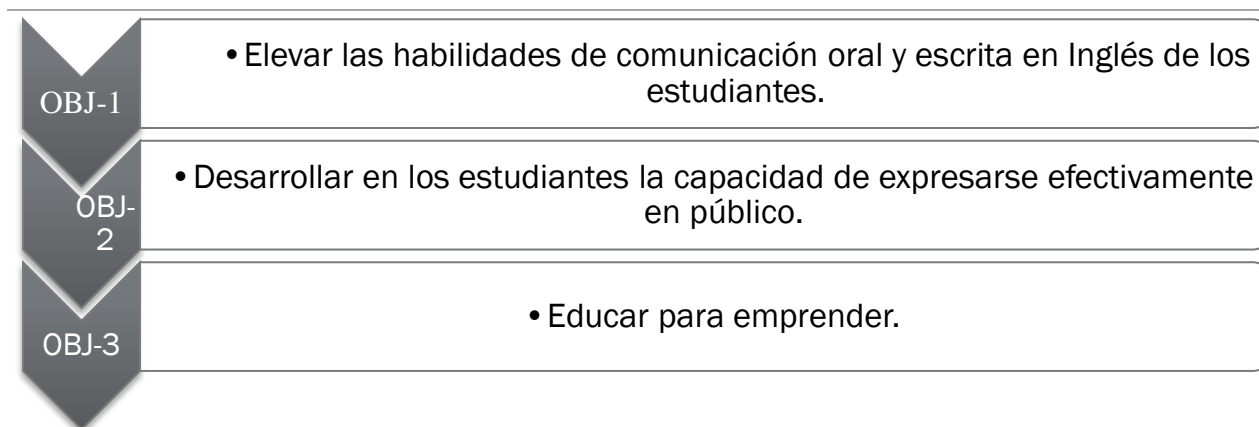 OBJ-1
•Elevar las habilidades de comunicación oral y escrita en Inglés de los
estudiantes.
OBJ-
2
•Desarrollar en los estudiantes la capacidad de expresarse efectivamente
en público.
OBJ-3
•Educar para emprender.